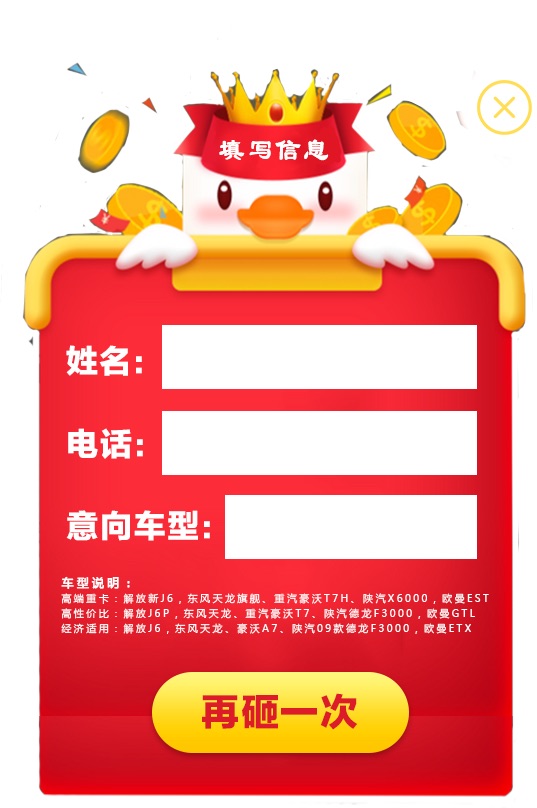 填写信息
姓名:
电话:
意向车型:
车型说明：
高端重卡：解放新J6，东风天龙旗舰、重汽豪沃T7H、陕汽X6000，欧曼EST
高性价比：解放J6P，东风天龙、重汽豪沃T7、陕汽德龙F3000，欧曼GTL
经济适用：解放J6，东风天龙、豪沃A7、陕汽09款德龙F3000，欧曼ETX
再砸一次